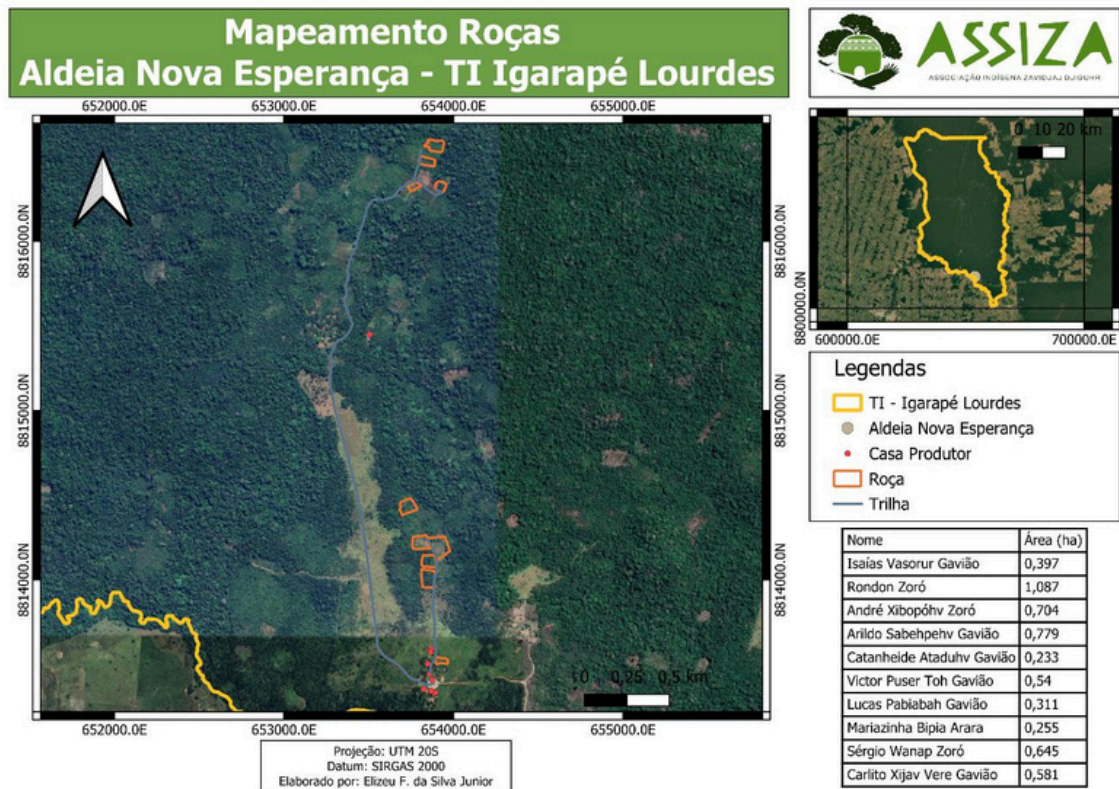 Mapeamento Roças
Aldeia Nova Esperança - TI Igarapé Lourdes
ASSIZA
ASSOCIAÇÃO INDÍGENA ZAVIDJAJ DJIGUHR
652000.0E 653000.0E 654000.0E 655000.0E
8816000.0N
8815000.0N
8814000.0N
0 0,25 0,5 km
652000.0E 653000.0E 654000.0E 655000.0E
0 10 20 km
8800000.0N
600000.0E 700000.0E
8816000.0N
8815000.0N
8814000.0N
Legendas
TI - Igarapé Lourdes
Aldeia Nova Esperança
Casa Produtor
Roça
Trilha
Nome Área (ha)
Isaías Vasorur Gavião 0,397
Rondon Zoró 1,087
André Xibopóhv Zoró 0,704
Arildo Sabehpehv Gavião 0,779
Catanheide Ataduhv Gavião 0,233
Victor Puser Toh Gavião 0,54
Lucas Pabiabah Gavião 0,311
Mariazinha Bipia Arara 0,255
Sérgio Wanap Zoró 0,645
Carlito Xijav Vere Gavião 0,581
Projeção: UTM 20S
Datum: SIRGAS 2000
Elaborado por: Elizeu F. da Silva Junior